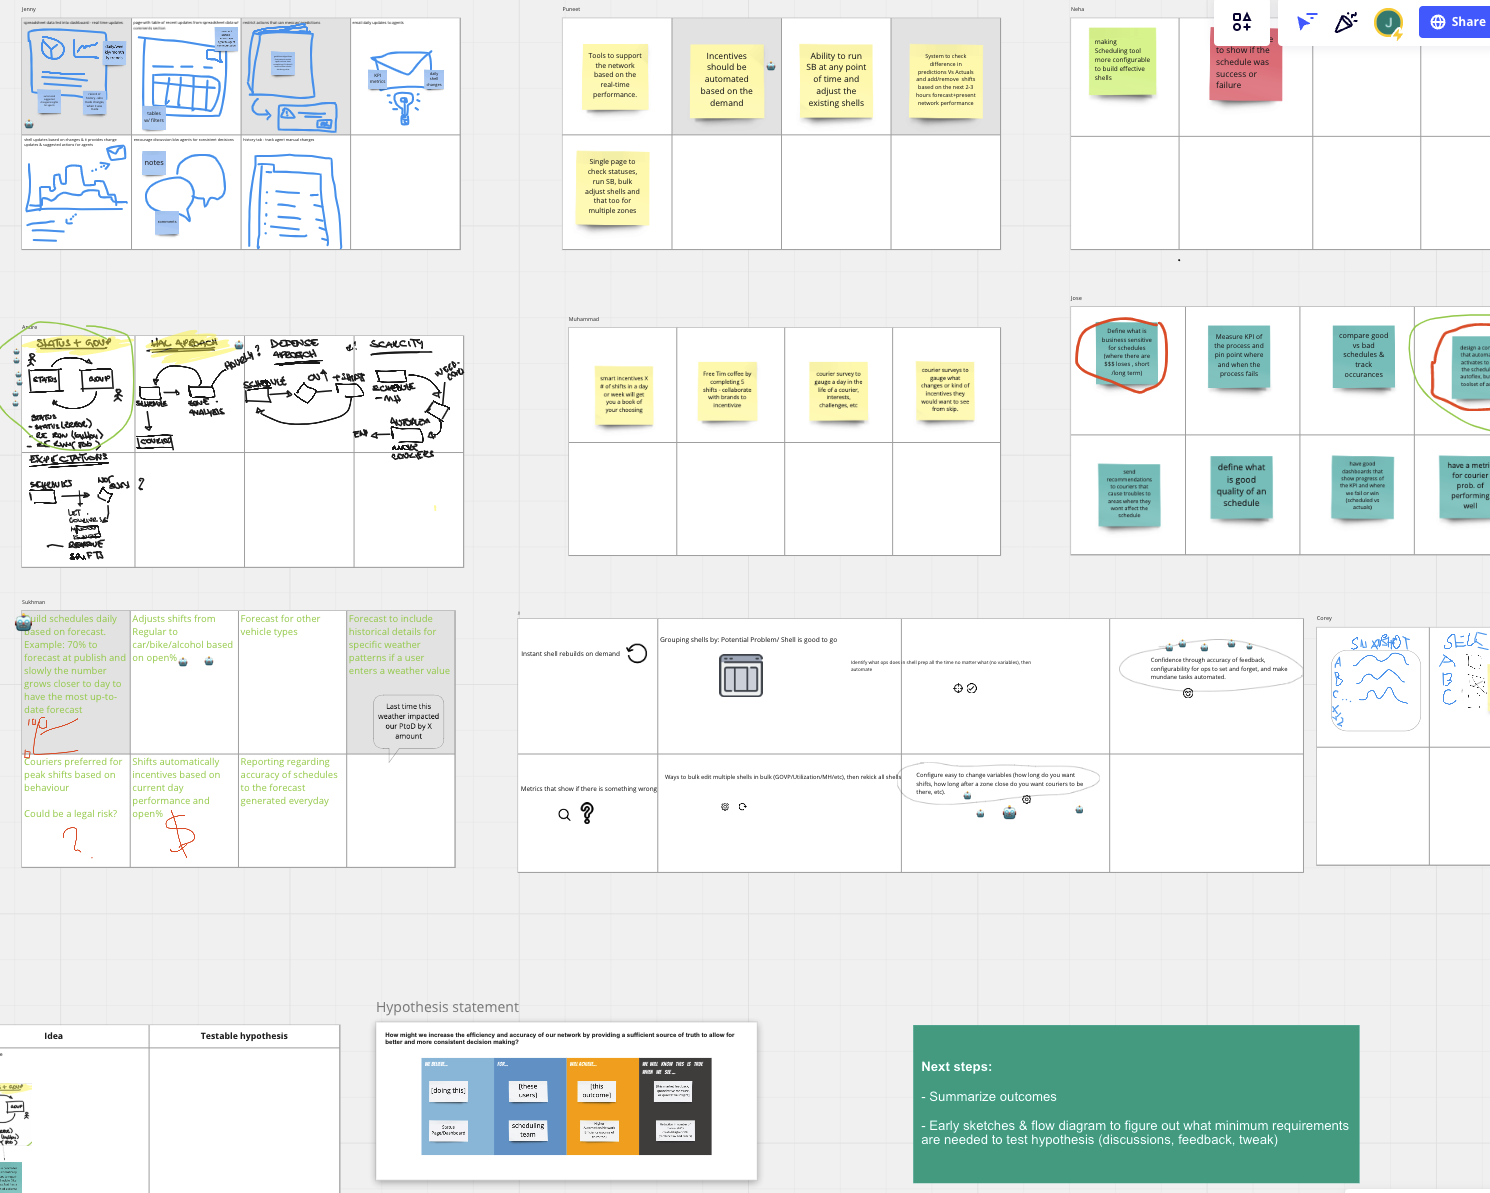 Jenny
spreadsheet data fed into dashboard - real time updates
page with table of recent updates from spreadsheet data w/
comments section
email daily updates to agents
tables
w/ filters
KPI
metrics
daily
shell
changes
shell updates based on changes & it provides change
updates & suggested actions for agents
encourage discussion btw agents for consistent decisions
history tab - track agent manual changes
notes
comments
Puneet
Tools to support
the network
based on the
real-time
performance.
Incentives
should be
automated
based on the
demand
Ability to run
SB at any point
of time and
adjust the
existing shells
System to check
difference in
predictions Vs Actuals
and add/remove shifts
based on the next 2-3
hours forecast+present
network performance
Single page to
check statuses,
run SB, bulk
adjust shells and
that too for
multiple zones
Neha
making
Scheduling tool
more configurable
to build effective
shells
to show if the
schedule was
success or
failure
J
Share
Andre
STATUS + GOVP
STATUS
GOVP
- STATUS (ERROR)
SCHEDULE
COURIER
DEFENSE
APPROACH
SCHEDULE
SCARCITY
SCHEDULE
- MH
END
EXPECTATIONS
SCHEDULES
Muhammad
smart incentives X
# of shifts in a day
or week will get
you a book of
your choosing
Free Tim coffee by
completing 5
shifts - collaborate
with brands to
incentivize
courier survey to
gauge a day in the
life of a courier,
interests,
challenges, etc
courier surveys to
gauge what
changes or kind of
incentives they
would want to see
from skip.
Jose
Define what is
business sensitive
for schedules
(where there are
$$$ loses , short
/long term)
Measure KPI of
the process and
pin point where
and when the
process fails
compare good
vs bad
schedules &
track
occurances
design a co
that automa
activates to
the schedul
autoflex, bu
toolset of a
send
recommendations
to couriers that
cause troubles to
areas where they
wont affect the
schedule
define what
is good
quality of an
schedule
have good
dashboards that
show progress of
the KPI and where
we fail or win
(scheduled vs
actuals)
have a metri
for courier
prob. of
performing
well
Sukhman
Build schedules daily
based on forecast.
Example: 70% to
forecast at publish and
slowly the number
grows closer to day to
have the most up-to-
date forecast
Adjusts shifts from
Regular to
car/bike/alcohol based
on open%
Forecast for other
vehicle types
Forecast to include
historical details for
specific weather
patterns if a user
enters a weather value
Last time this
weather impacted
our PtoD by X
amount
Couriers preferred for
peak shifts based on
behaviour
Could be a legal risk?
?
Shifts automatically
incentives based on
current day
performance and
open%
$
Reporting regarding
accuracy of schedules
to the forecast
generated everyday
Instant shell rebuilds on demand
Grouping shells by: Potential Problem/ Shell is good to go
Identify what ops does in shell prep all the time no matter what (no variables), then
automate
Confidence through accuracy of feedback,
configurability for ops to set and forget, and make
mundane tasks automated.
Metrics that show if there is something wrong
Ways to bulk edit multiple shells in bulk (GOVP/Utilization/MH/etc), then rekick all shells
Configure easy to change variables (how long do you want
shifts, how long after a zone close do you want couriers to be
there, etc).
Corey
SNAPSHOT
A
B
C...
A
B
C
Idea
Testable hypothesis
Hypothesis statement
How might we increase the efficiency and accuracy of our network by providing a sufficient source of truth to allow for
better and more consistent decision making?
WE BELIEVE...
FOR...
WILL ACHIEVE...
WE WILL KNOW THIS IS TRUE
WHEN WE SEE...
[doing this]
[these
users]
[this
outcome]
Status
Page/Dashboard
scheduling
team
Next steps:
- Summarize outcomes
- Early sketches & flow diagram to figure out what minimum requirements
are needed to test hypothesis (discussions, feedback, tweak)